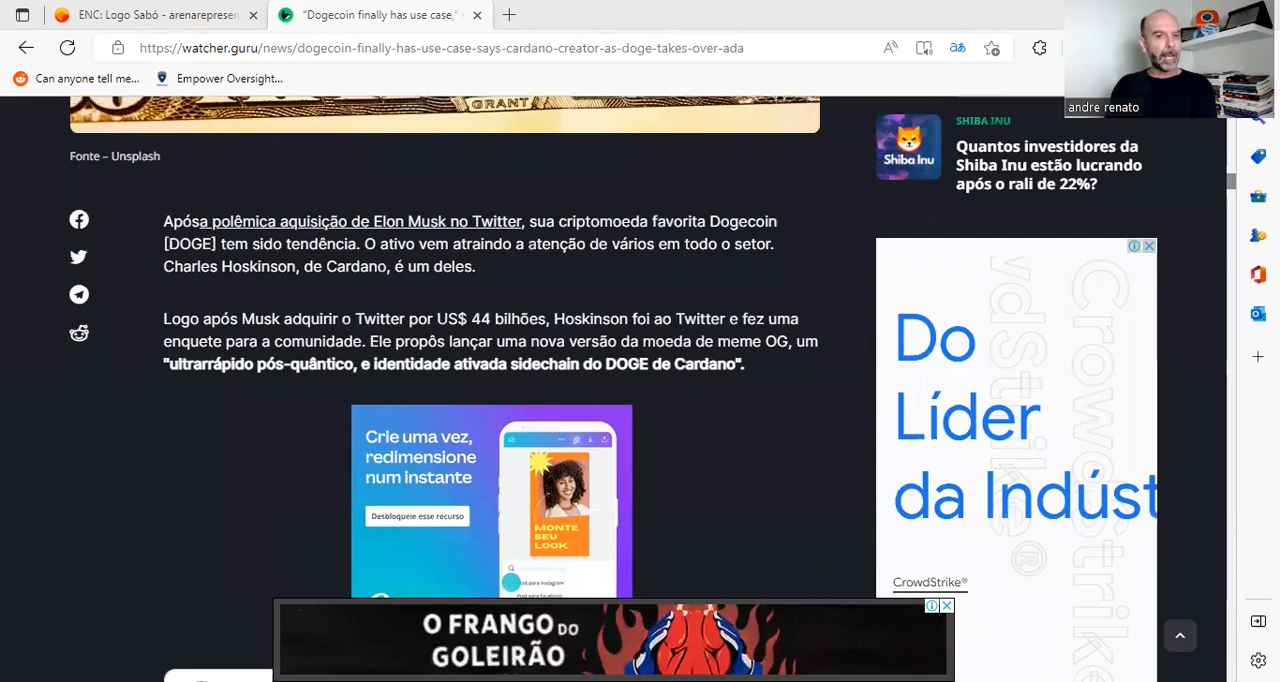 ENC: Logo Sabó - arenarepresen
"Dogecoin finally has use case,"
https://watcher.guru/news/dogecoin-finally-has-use-case-says-cardano-creator-as-doge-takes-over-ada
Can anyone tell me...
Empower Oversight...
andre renato
GRANT
Fonte – Unsplash
SHIBA INU
Shiba Inu
Quantos investidores da
Shiba Inu estão lucrando
após o rali de 22%?
Apósa polêmica aquisição de Elon Musk no Twitter, sua criptomoeda favorita Dogecoin
[DOGE] tem sido tendência. O ativo vem atraindo a atenção de vários em todo o setor.
Charles Hoskinson, de Cardano, é um deles.
Logo após Musk adquirir o Twitter por US$ 44 bilhões, Hoskinson foi ao Twitter e fez uma
enquete para a comunidade. Ele propôs lançar uma nova versão da moeda de meme OG, um
"ultrarrápido pós-quântico, e identidade ativada sidechain do DOGE de Cardano".
Crie uma vez,
redimensione
num instante
Desbloqueie esse recurso
MONTE
SEU
LOOK
Post para Facebook
Do
Líder
da Indúst
CrowdStrike®
O FRANGO DO
GOLEIRÃO